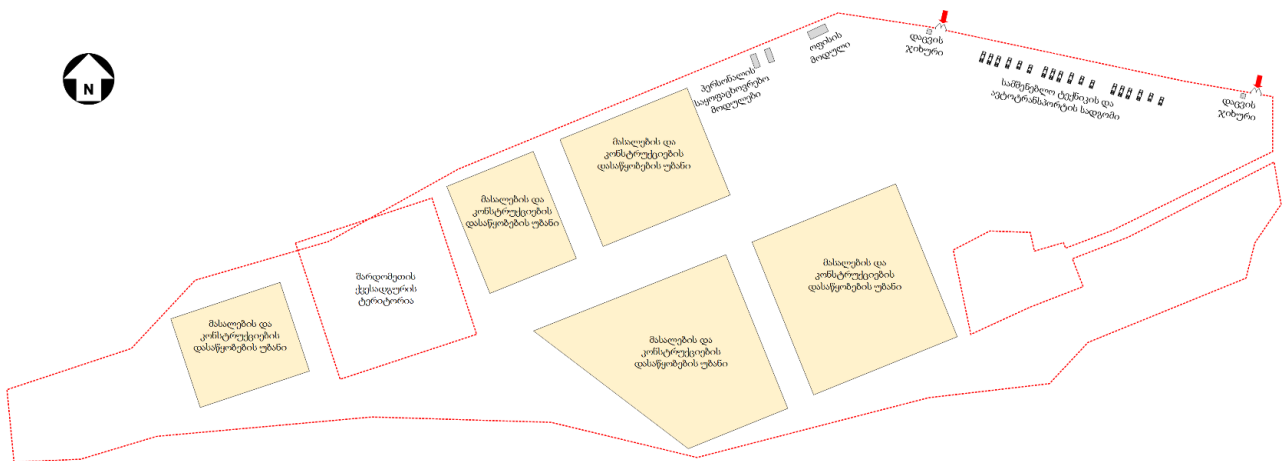 N
ოფისის
მოდული
დაცვის
ჯიხური
პერსონალის
საყოფაცხოვრებო
მოდულები
სამშენებლო ტექნიკის და
ავტოტრანსპორტის სადგომი
დაცვის
ჯიხური
მასალების და
კონსტრუქციების
დასაწყობების უბანი
მასალების და
კონსტრუქციების
დასაწყობების უბანი
მასალების და
კონსტრუქციების
დასაწყობების უბანი
შარდომეთის
ქვესადგურის
ტერიტორია
მასალების და
კონსტრუქციების
დასაწყობების უბანი
მასალების და
კონსტრუქციების
დასაწყობების უბანი